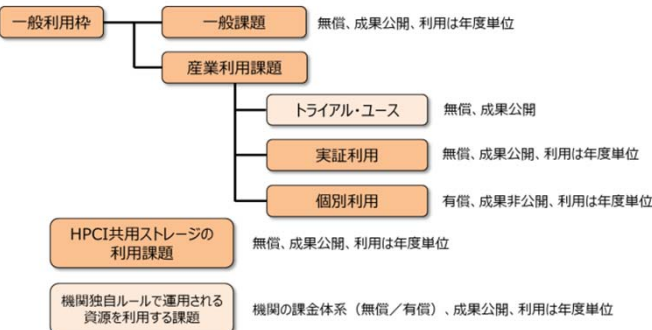 一般利用枠
一般課題
無償、成果公開、利用は年度単位
産業利用課題
トライアル・ユース
無償、成果公開
実証利用
無償、成果公開、利用は年度単位
個別利用
有償、成果非公開、利用は年度単位
HPCI共用ストレージの
利用課題
無償、成果公開、利用は年度単位
機関独自ルールで運用される
資源を利用する課題
機関の課金体系（無償／有償）、成果公開、利用は年度単位